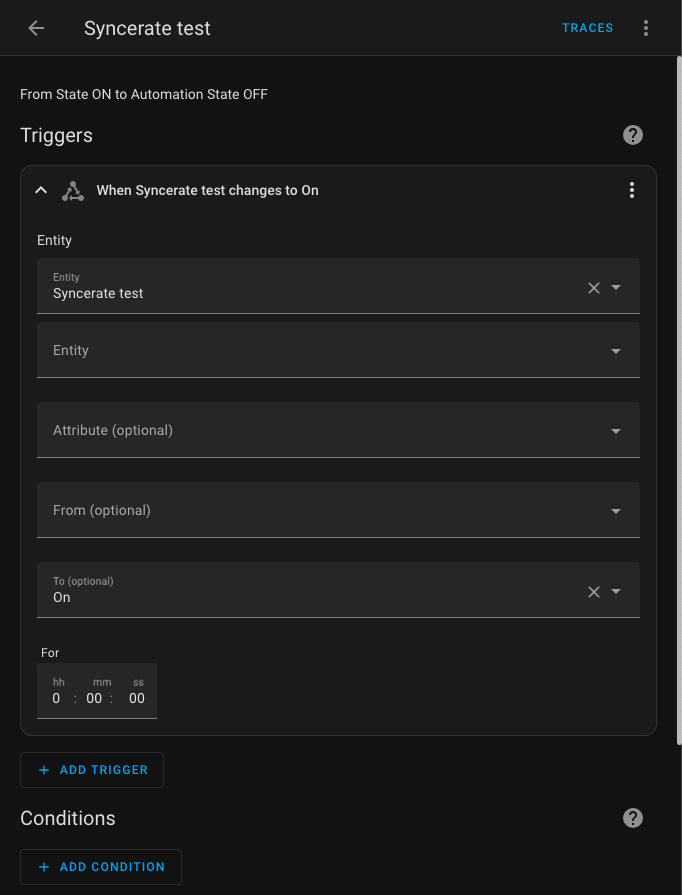 Syncerate test
TRACES
From State ON to Automation State OFF
Triggers
When Syncerate test changes to On
Entity
Entity
Syncerate test
Entity
Attribute (optional)
From (optional)
To (optional)
On
For
hh mm ss
0 : 00 : 00
+ ADD TRIGGER
Conditions
+ ADD CONDITION